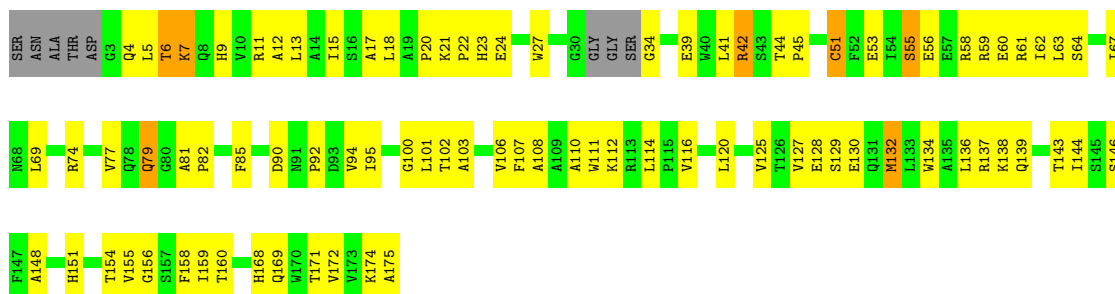 SER ASN ALA THR ASP G3 Q4 L5 T6 K7 Q8 H9 V10 R11 A12 L13 A14 I15 S16 A17 L18 A19 P20 K21 P22 H23 E24 W27 G30 GLY GLY SER G34 E39 W40 L41 R42 S43 T44 P45 C51 F52 E53 I54 S55 E56 E57 R58 R59 E60 R61 I62 L63 S64 I67
N68 L69 R74 V77 Q78 Q79 G80 A81 P82 F85 D90 N91 P92 D93 V94 I95 G100 L101 T102 A103 V106 F107 A108 A109 A110 W111 K112 R113 L114 P115 V116 L120 V125 T126 V127 E128 S129 E130 Q131 M132 L133 W134 A135 L136 R137 K138 Q139 T143 I144 S145 S146
F147 A148 H151 T154 V155 G156 S157 F158 I159 T160 H168 Q169 W170 T171 V172 V173 K174 A175